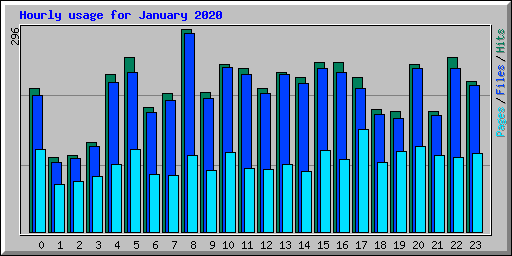 Hourly usage for January 2020
296
Pages/Files/Hits
0 1 2 3 4 5 6 7 8 9 10 11 12 13 14 15 16 17 18 19 20 21 22 23